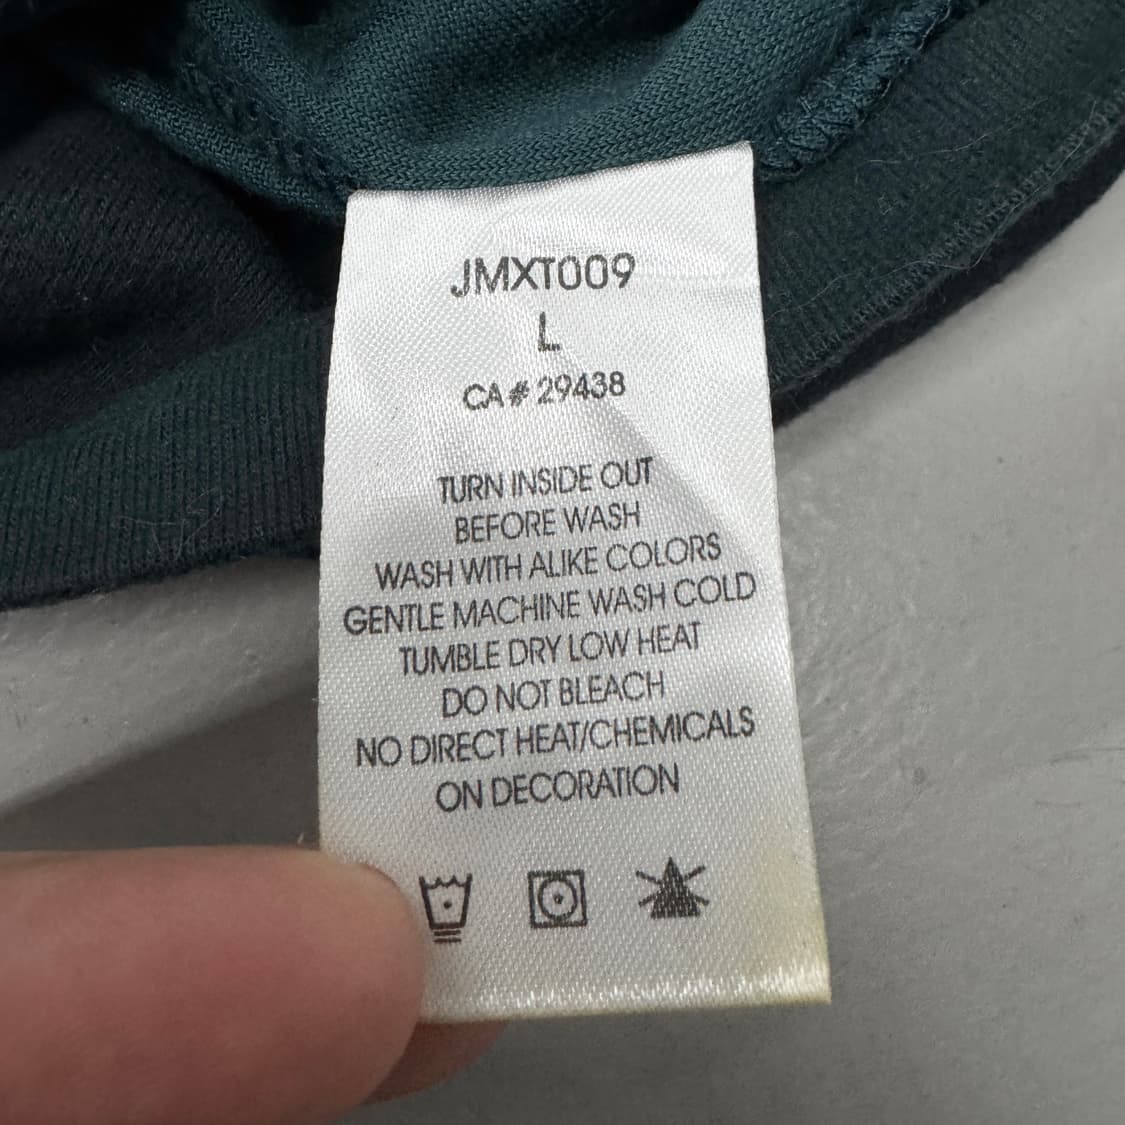 JMXT009
L
CA# 29438
TURN INSIDE OUT
BEFORE WASH
WASH WITH ALIKE COLORS
GENTLE MACHINE WASH COLD
TUMBLE DRY LOW HEAT
DO NOT BLEACH
NO DIRECT HEAT/CHEMICALS
ON DECORATION